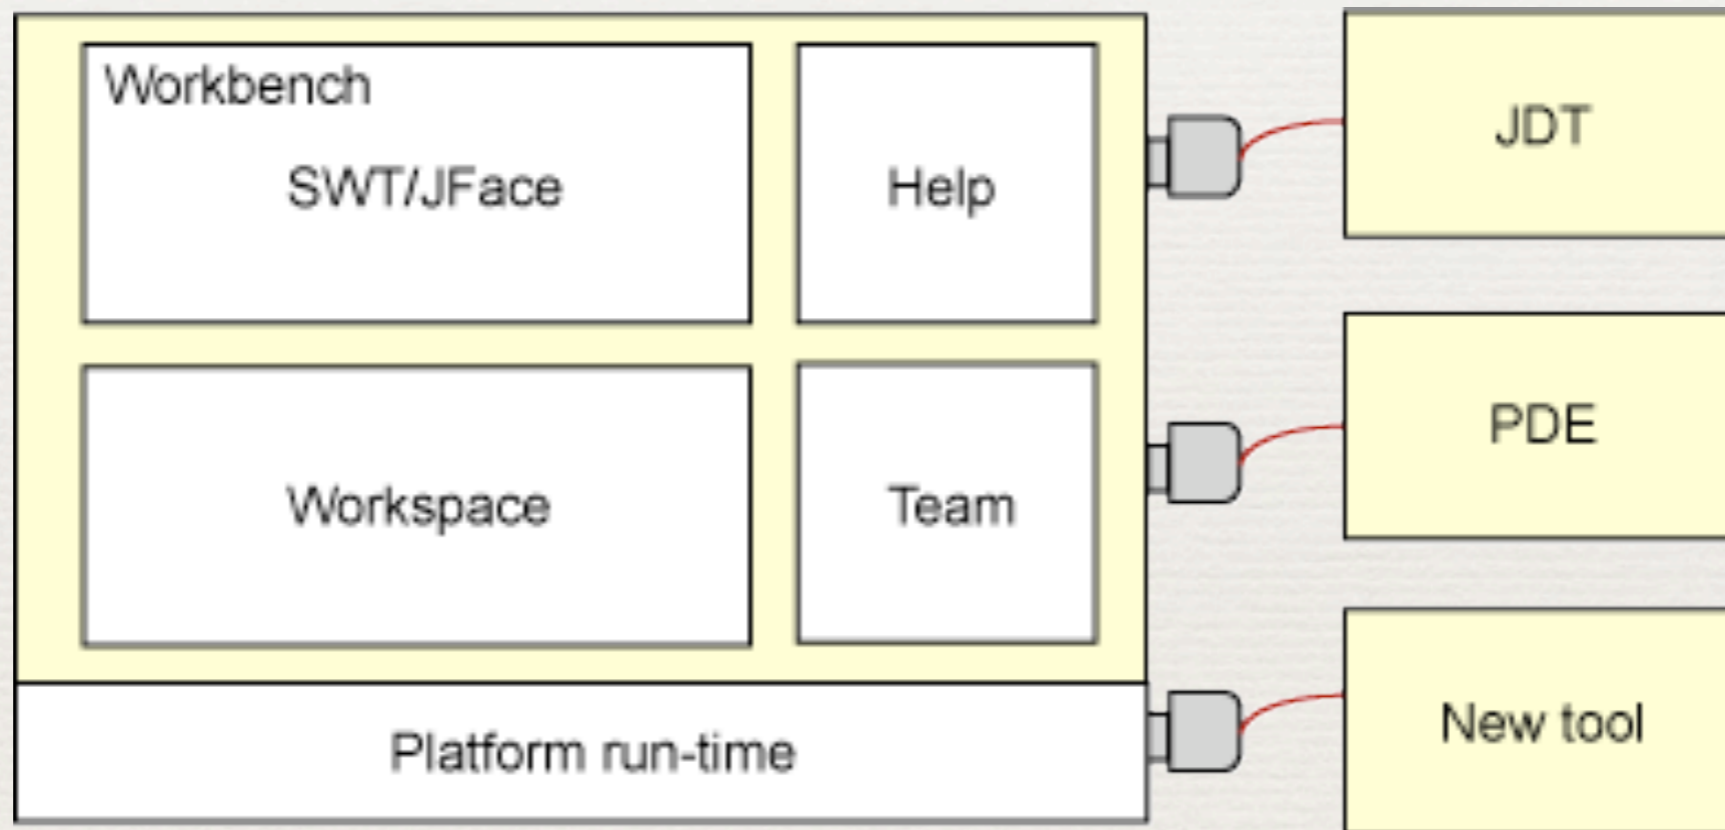 Workbench
SWT/JFace
Help
JDT
Workspace
Team
PDE
Platform run-time
New tool